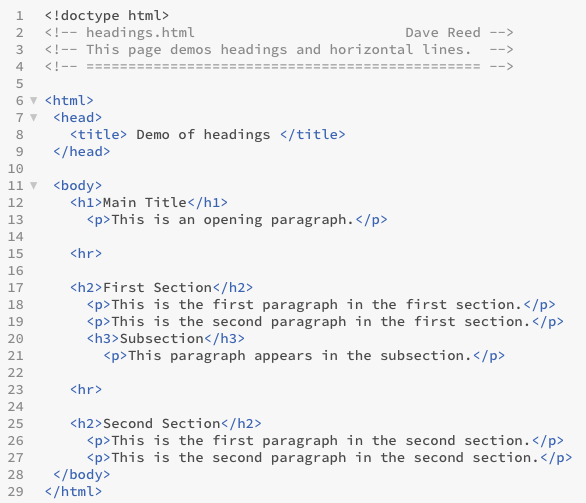 1 <!doctype html>
2 <!-- headings.html                         Dave Reed -->
3 <!-- This page demos headings and horizontal lines.  -->
4 <!-- =============================================== -->
5
6 ▼ <html>
7 ▼  <head>
8      <title> Demo of headings </title>
9    </head>
10
11 ▼  <body>
12     <h1>Main Title</h1>
13       <p>This is an opening paragraph.</p>
14
15     <hr>
16
17     <h2>First Section</h2>
18       <p>This is the first paragraph in the first section.</p>
19       <p>This is the second paragraph in the first section.</p>
20       <h3>Subsection</h3>
21         <p>This paragraph appears in the subsection.</p>
22
23     <hr>
24
25     <h2>Second Section</h2>
26       <p>This is the first paragraph in the second section.</p>
27       <p>This is the second paragraph in the second section.</p>
28   </body>
29 </html>